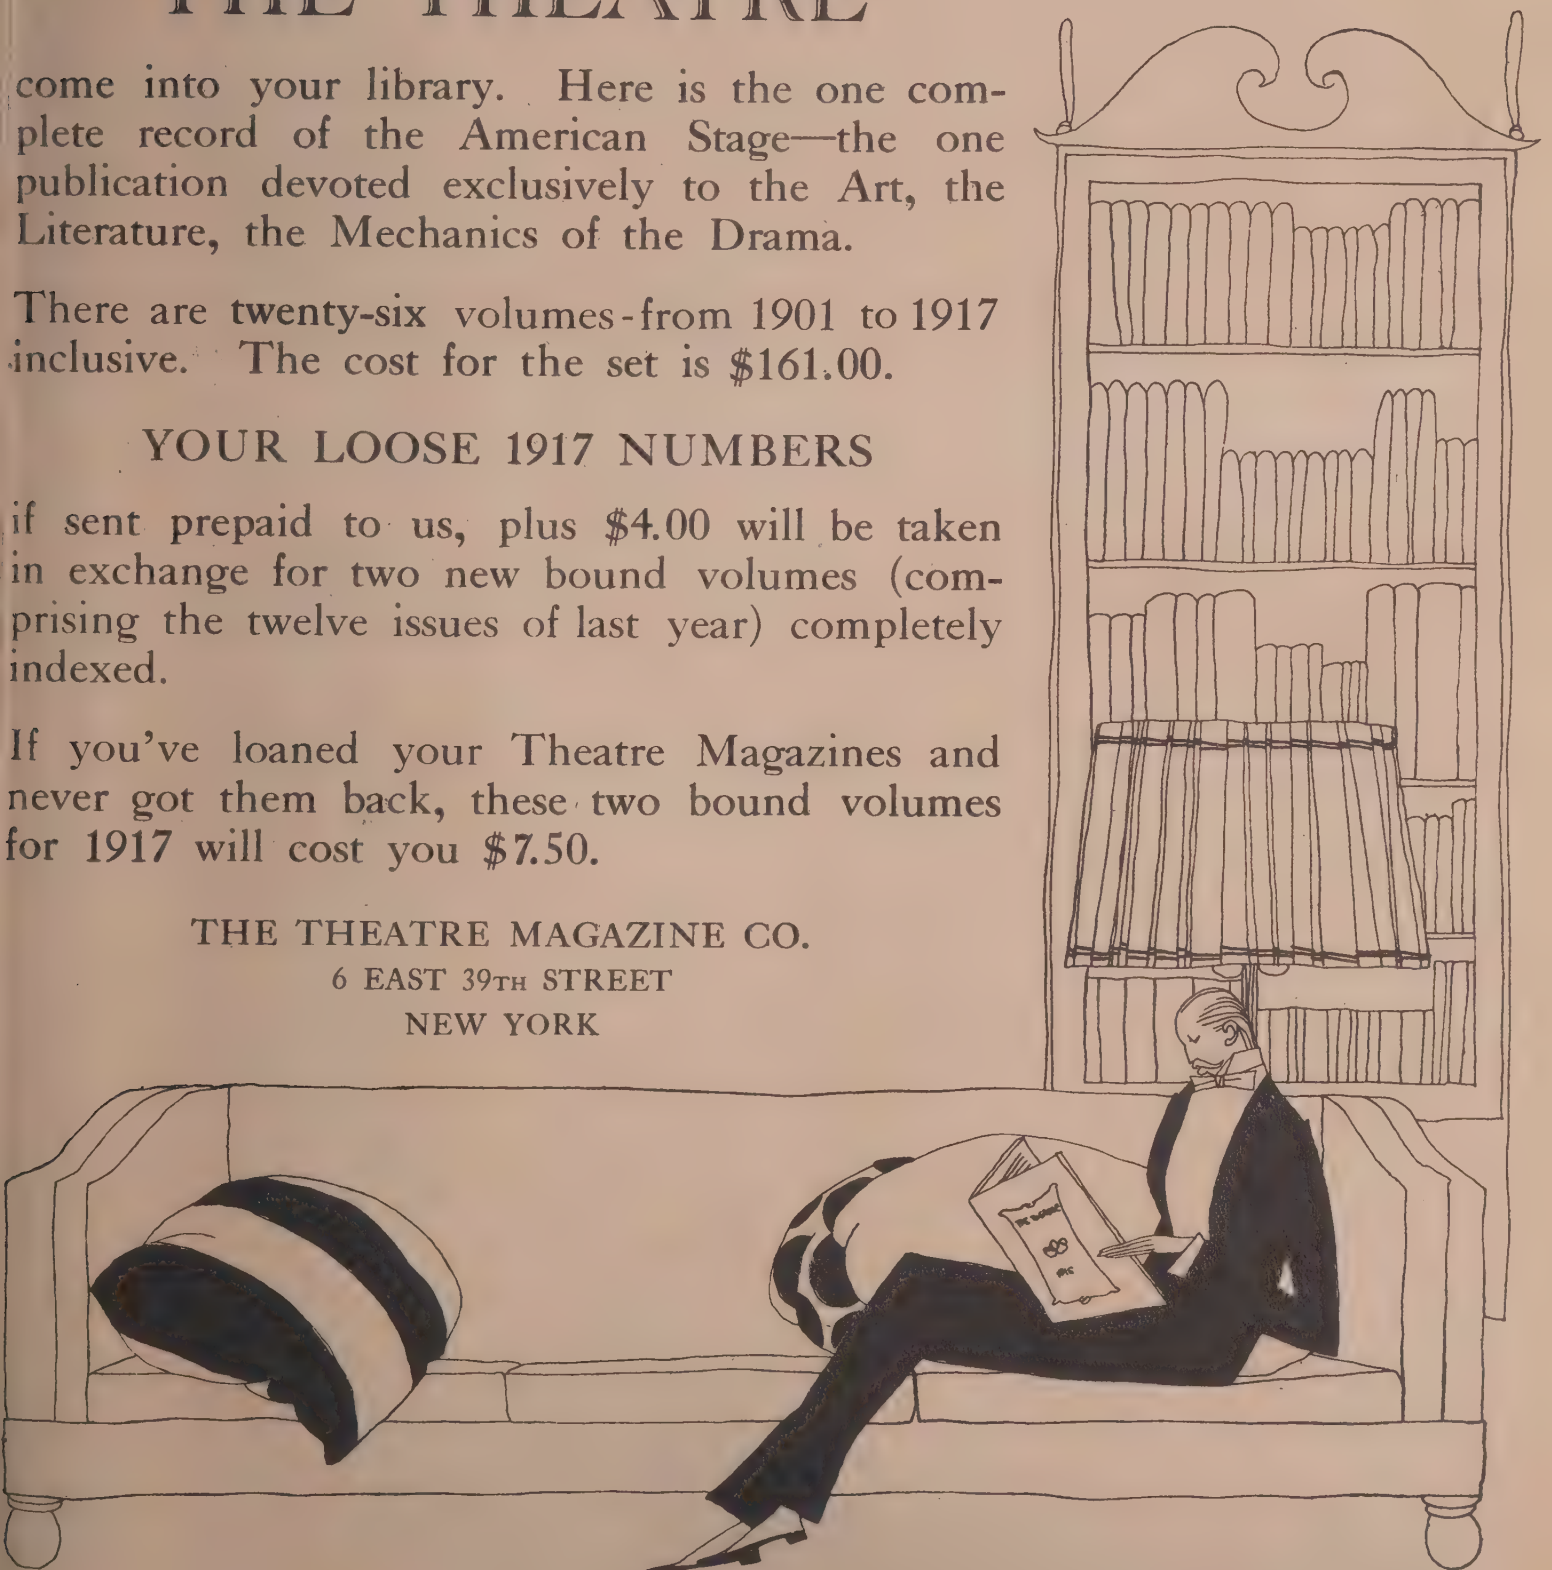 THE THEATRE
come into your library. Here is the one com-
plete record of the American Stage—the one
publication devoted exclusively to the Art, the
Literature, the Mechanics of the Drama.
There are twenty-six volumes-from 1901 to 1917
inclusive. The cost for the set is $161.00.
YOUR LOOSE 1917 NUMBERS
if sent prepaid to us, plus $4.00 will be taken
in exchange for two new bound volumes (com-
prising the twelve issues of last year) completely
indexed.
If you've loaned your Theatre Magazines and
never got them back, these two bound volumes
for 1917 will cost you $7.50.
THE THEATRE MAGAZINE CO.
6 EAST 39TH STREET
NEW YORK